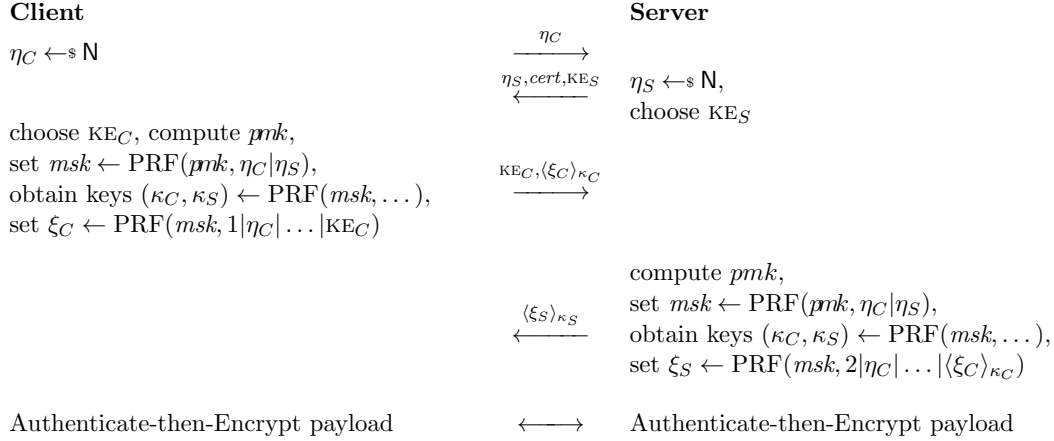 Client Server
η_C ←$ N
η_C
η_S, cert, KE_S
η_S ←$ N,
choose KE_S
choose KE_C, compute pmk,
set msk ← PRF(pmk, η_C|η_S),
obtain keys (κ_C, κ_S) ← PRF(msk, …),
set ξ_C ← PRF(msk, 1|η_C| … |KE_C)
KE_C, ⟨ξ_C⟩_κ_C
compute pmk,
set msk ← PRF(pmk, η_C|η_S),
obtain keys (κ_C, κ_S) ← PRF(msk, …),
set ξ_S ← PRF(msk, 2|η_C| … |⟨ξ_C⟩_κ_C)
⟨ξ_S⟩_κ_S
Authenticate-then-Encrypt payload ⟷ Authenticate-then-Encrypt payload